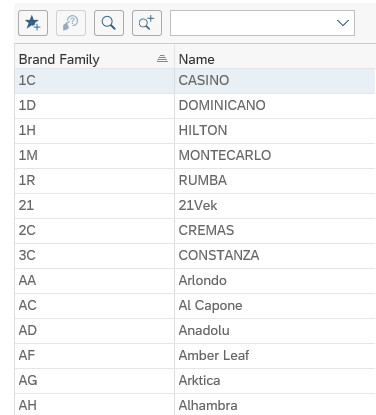 Brand Family Name
1C CASINO
1D DOMINICANO
1H HILTON
1M MONTECARLO
1R RUMBA
21 21Vek
2C CREMAS
3C CONSTANZA
AA Arlondo
AC Al Capone
AD Anadolu
AF Amber Leaf
AG Arktica
AH Alhambra